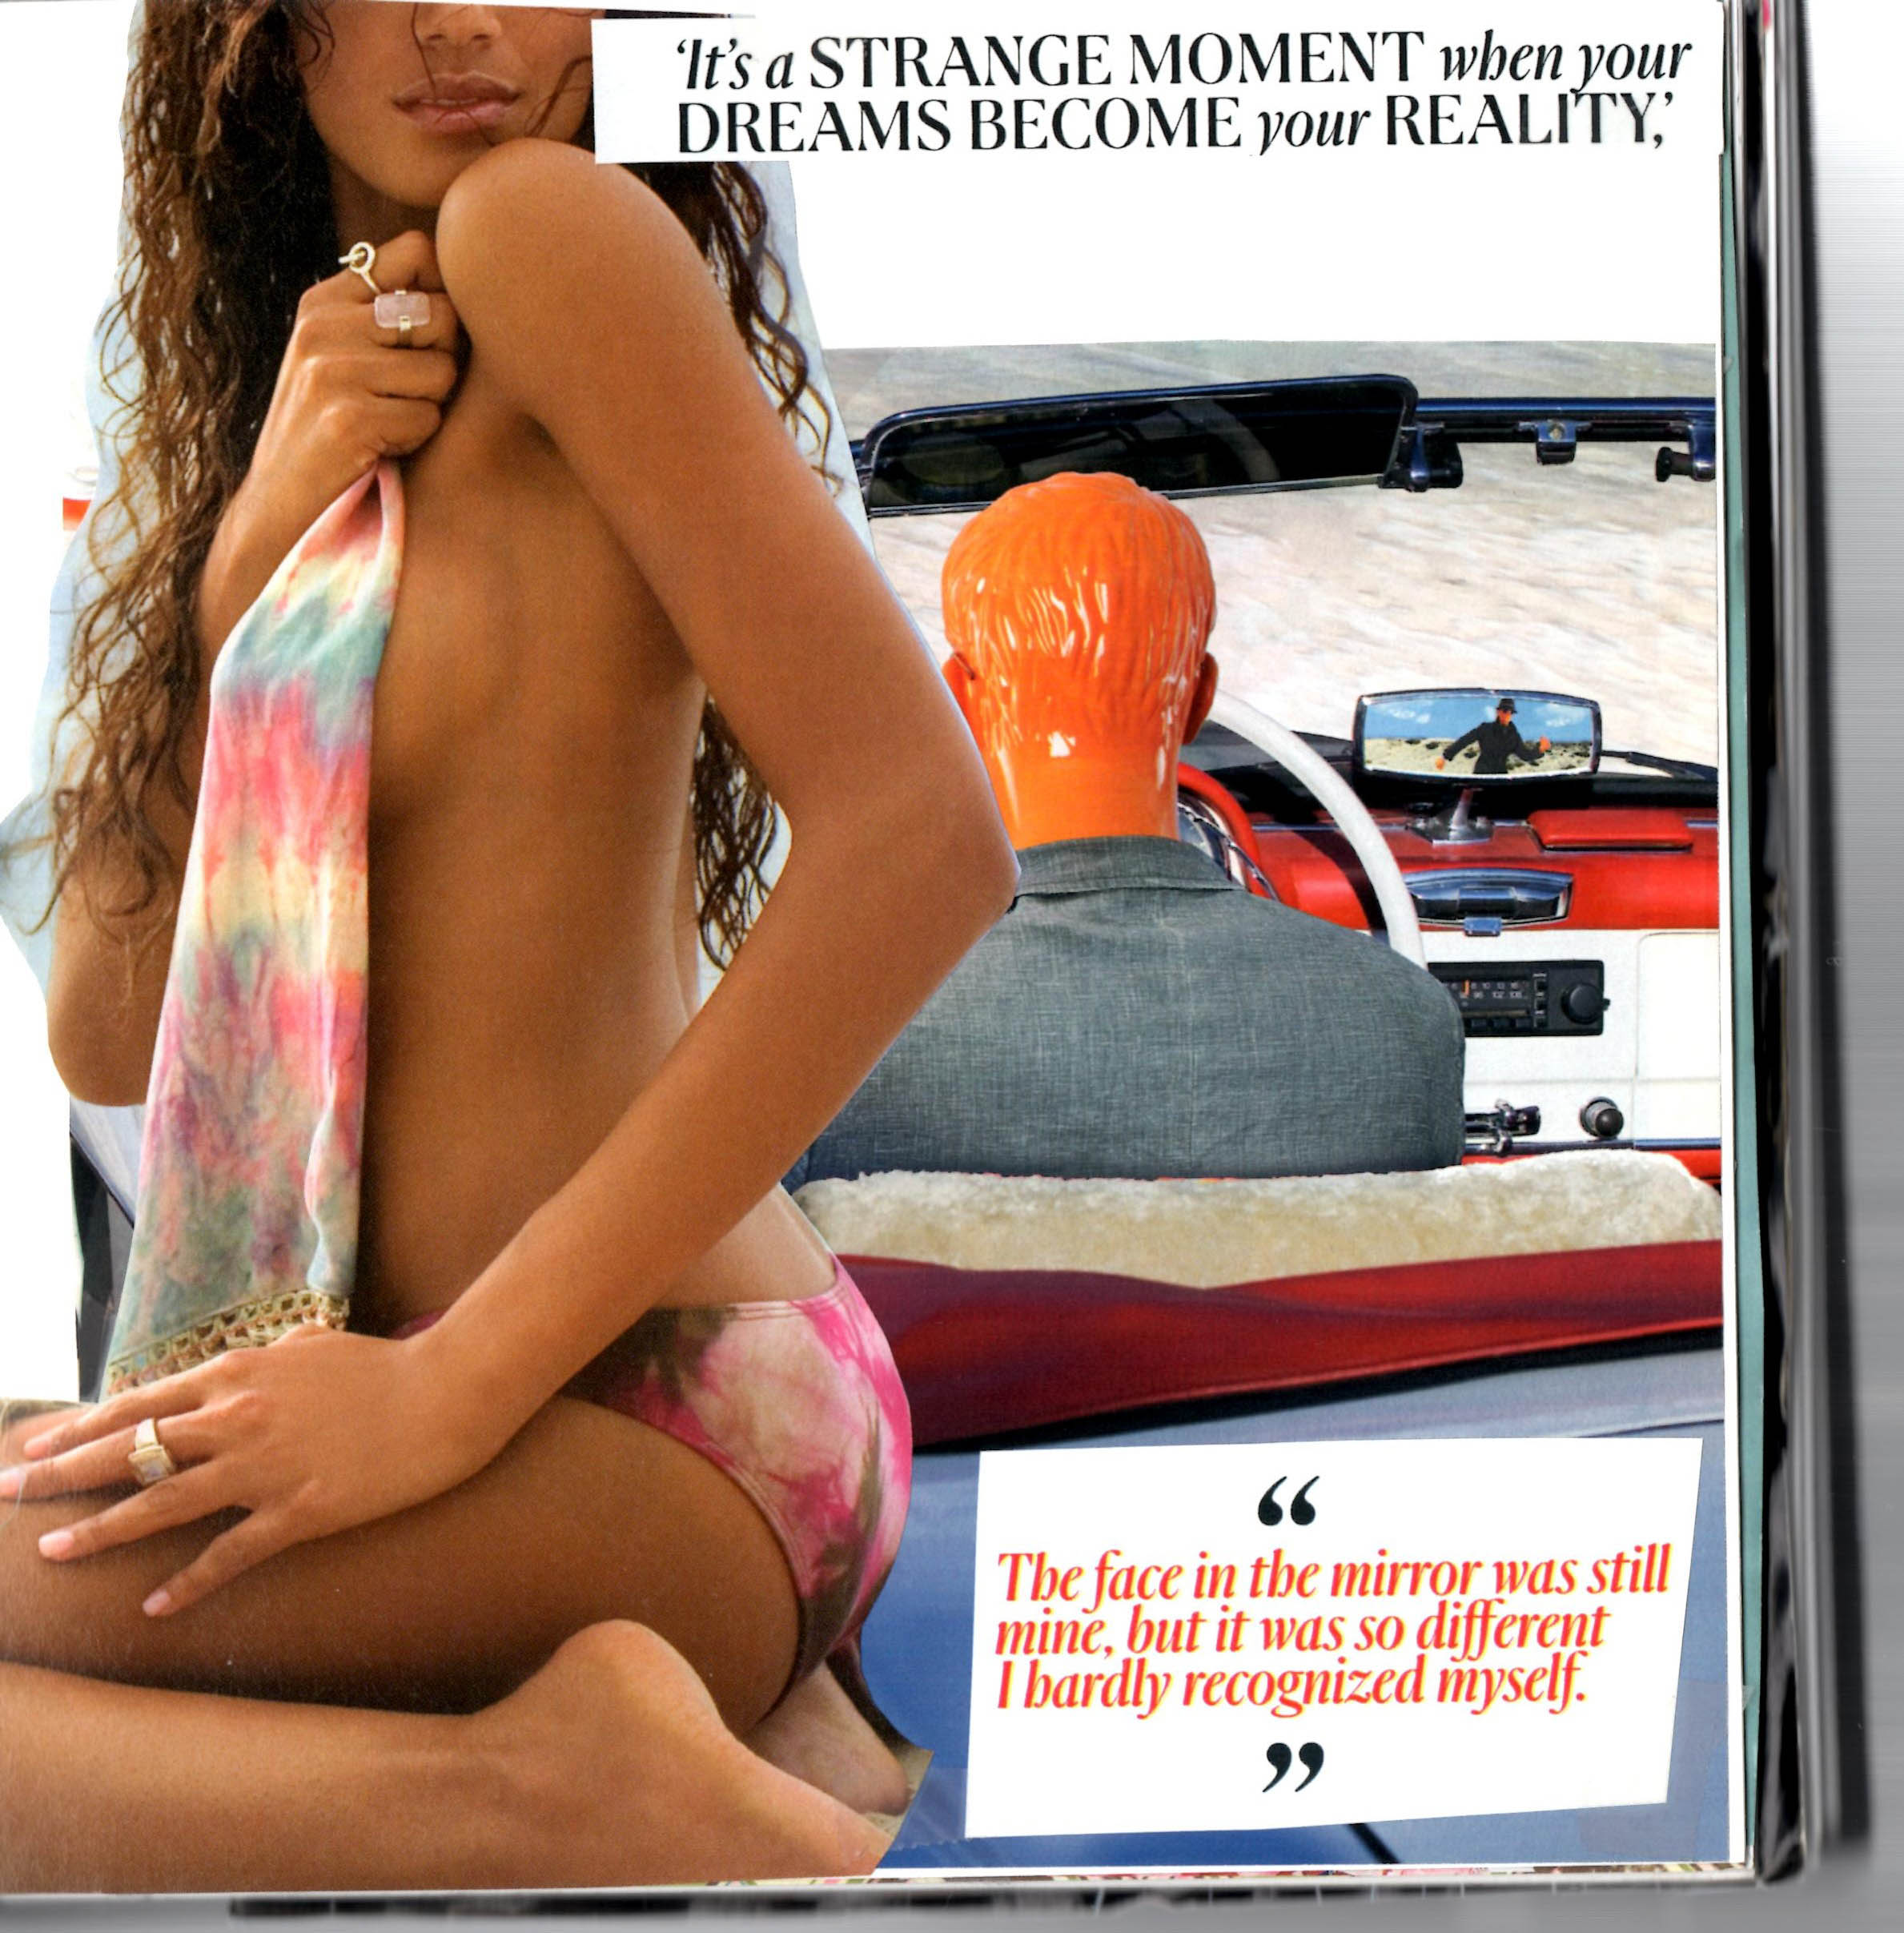 ‘It’s a STRANGE MOMENT when your
DREAMS BECOME your REALITY,’
“
The face in the mirror was still
mine, but it was so different
I hardly recognized myself.
”